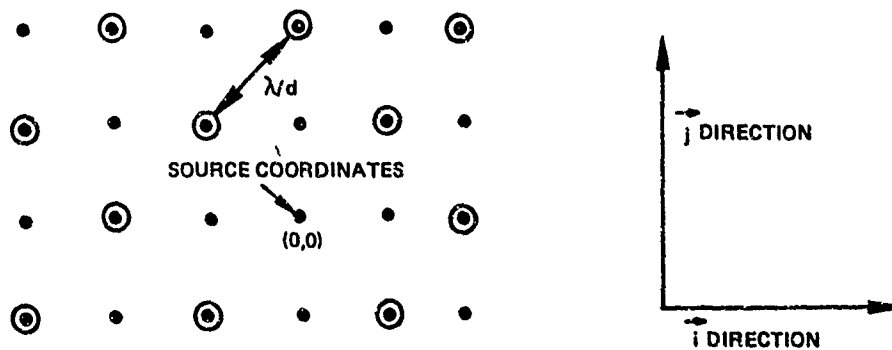 λ/d
j DIRECTION
SOURCE COORDINATES
(0,0)
i DIRECTION